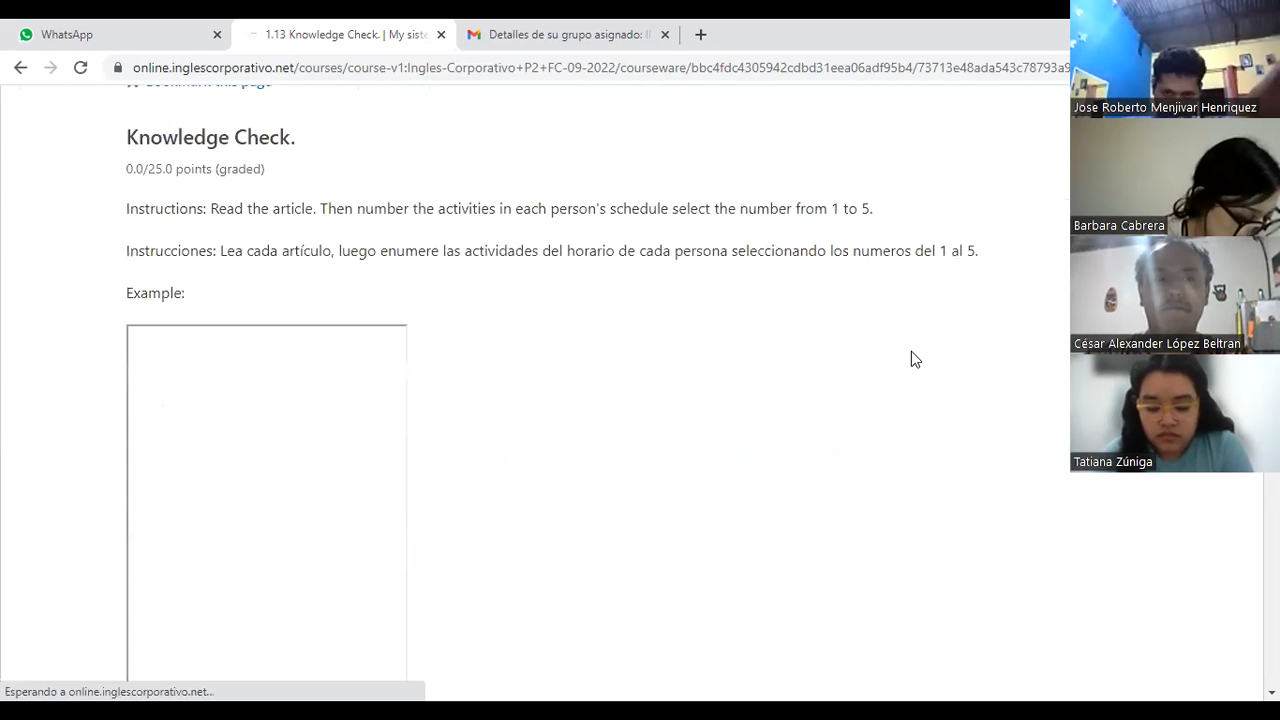 WhatsApp
1.13 Knowledge Check. | My siste
Detalles de su grupo asignado: I
online.inglescorporativo.net/courses/course-v1:Ingles-Corporativo+P2+FC-09-2022/courseware/bbc4fdc4305942cdbd31eea06adf95b4/73713e48ada543c78793a9
Bookmark this page
Knowledge Check.
0.0/25.0 points (graded)
Instructions: Read the article. Then number the activities in each person's schedule select the number from 1 to 5.
Instrucciones: Lea cada artículo, luego enumere las actividades del horario de cada persona seleccionando los numeros del 1 al 5.
Example:
Esperando a online.inglescorporativo.net...
Jose Roberto Menjivar Henriquez
Barbara Cabrera
César Alexander López Beltran
Tatiana Zúniga